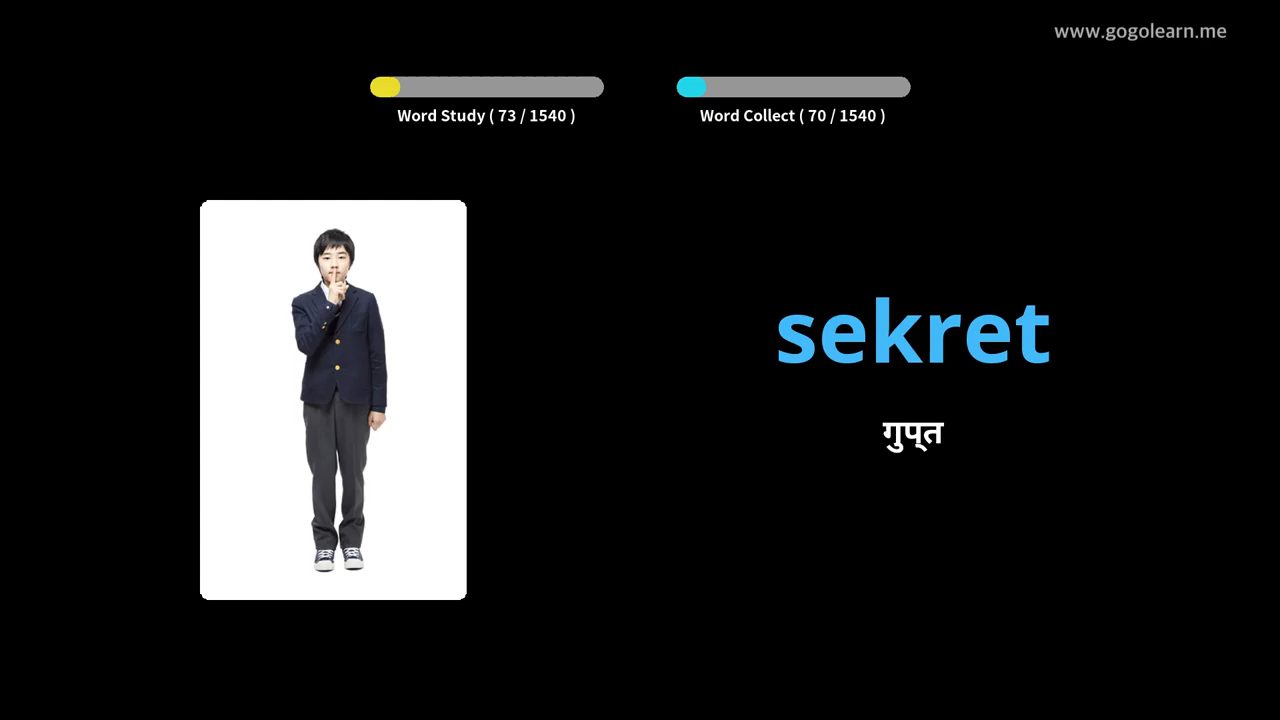 www.gogolearn.me
Word Study ( 73 / 1540 )
Word Collect ( 70 / 1540 )
sekret
गुप्त